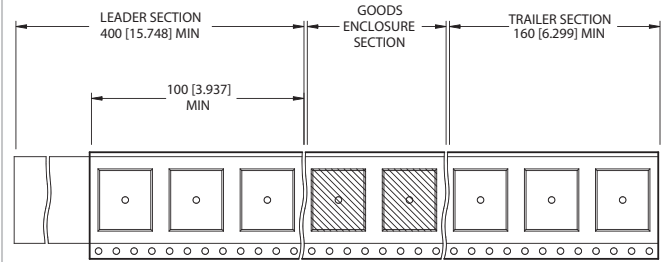 LEADER SECTION
400 [15.748] MIN
GOODS
ENCLOSURE
SECTION
TRAILER SECTION
160 [6.299] MIN
100 [3.937]
MIN